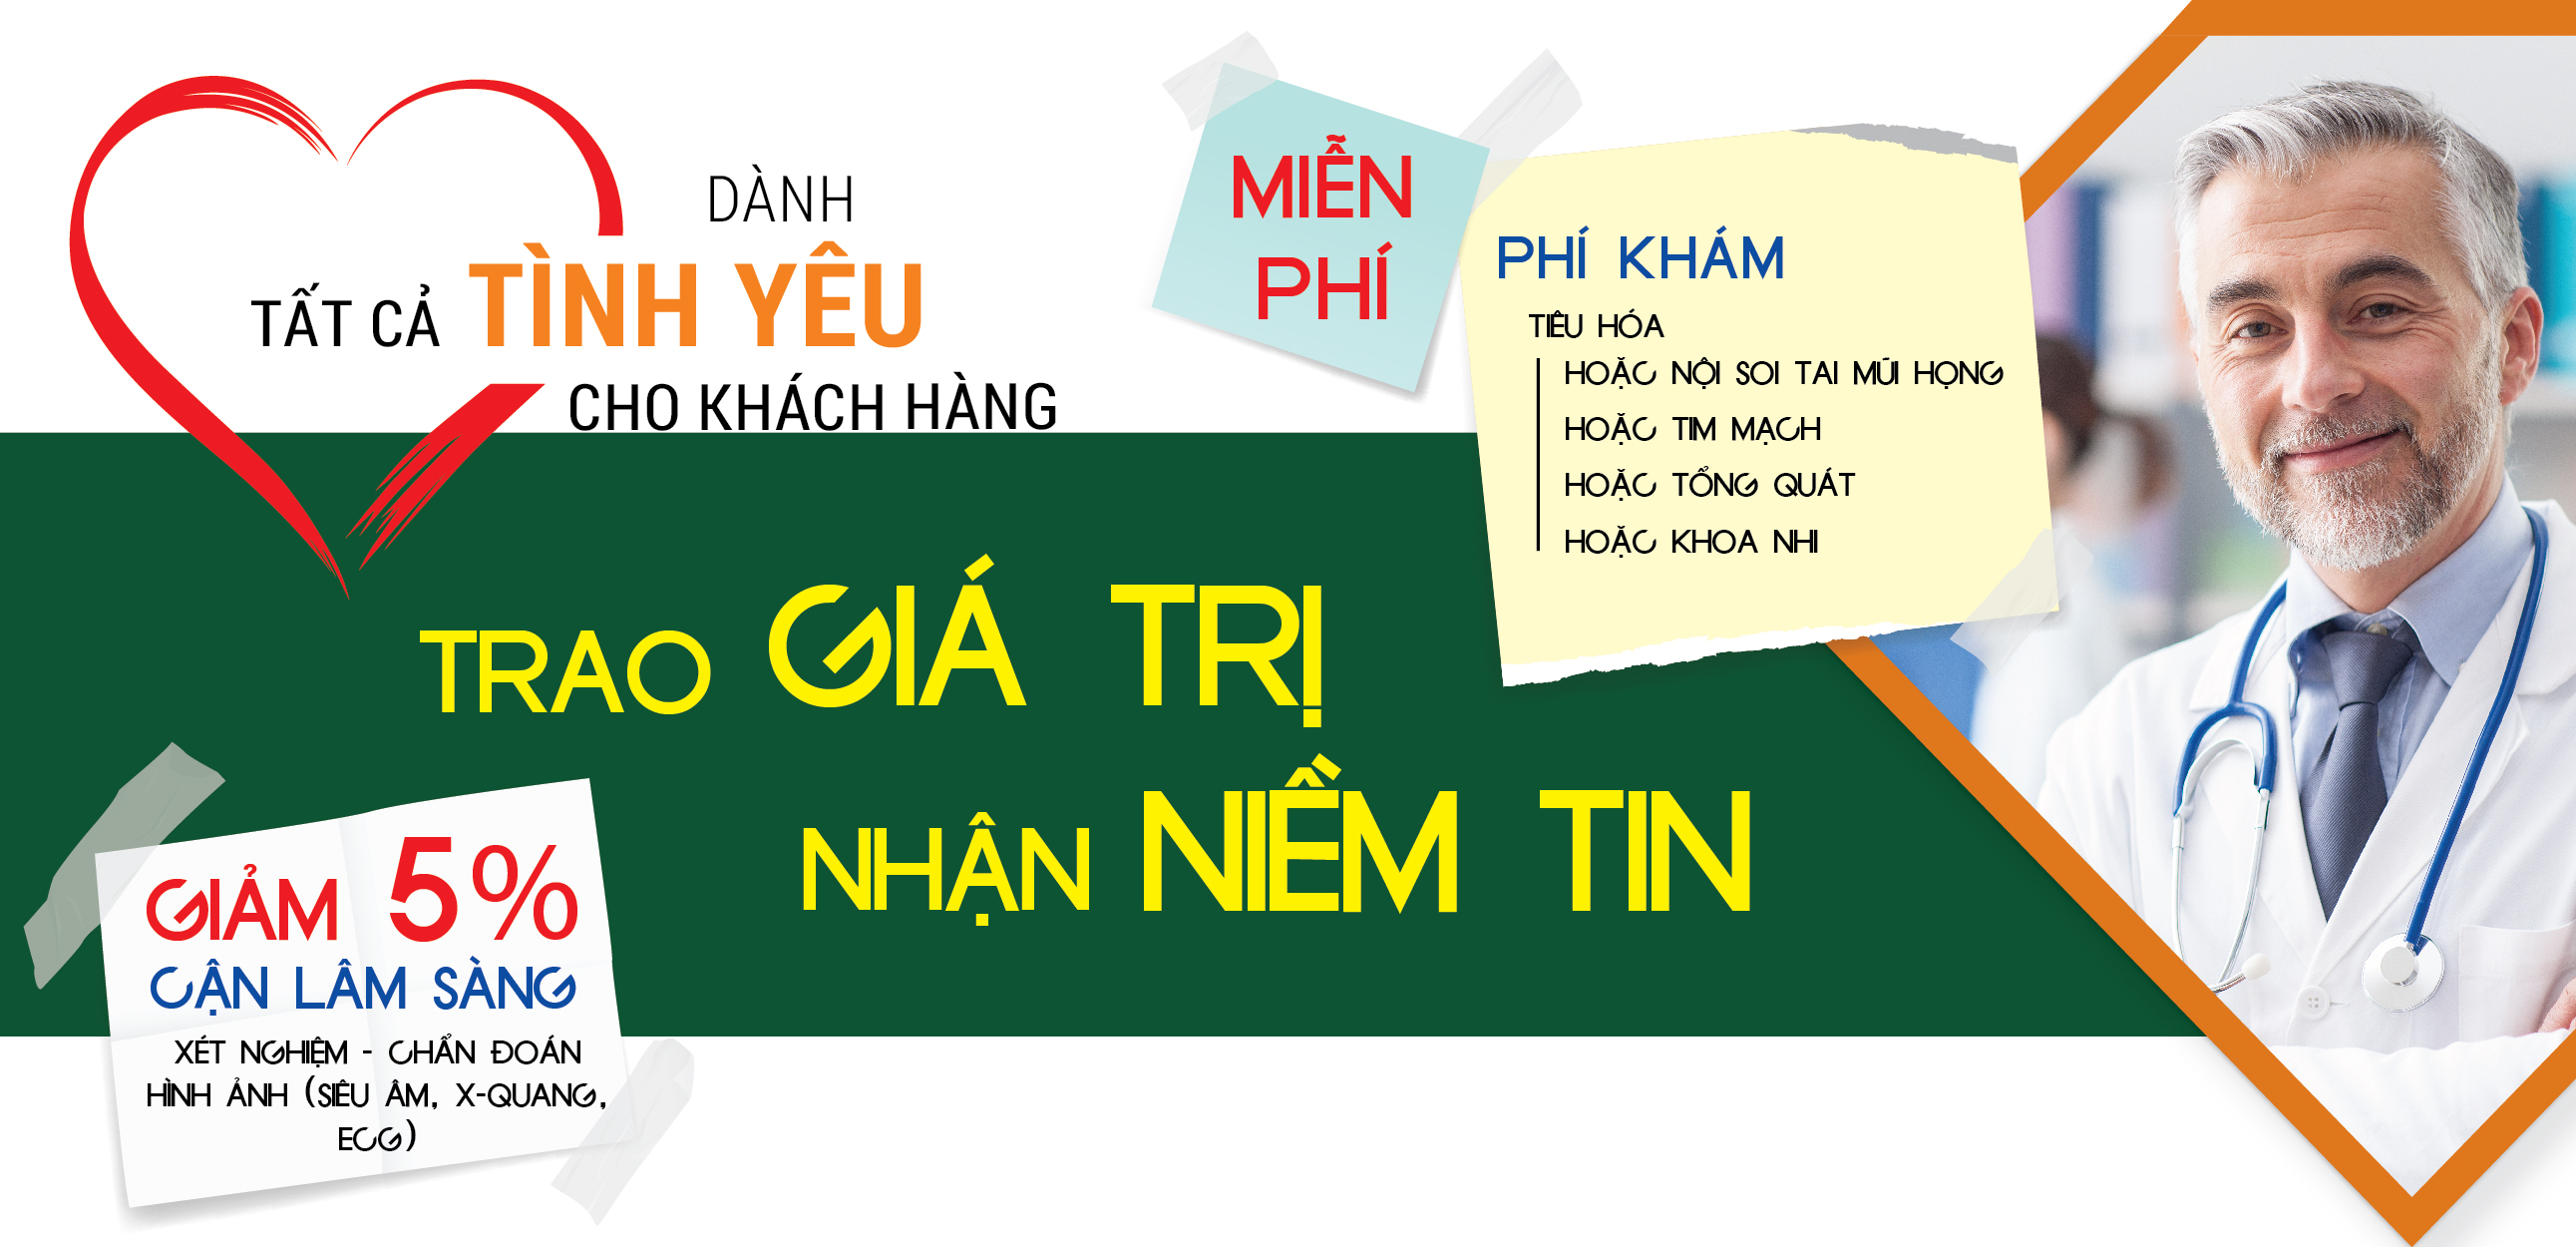 DÀNH
TẤT CẢ TÌNH YÊU
CHO KHÁCH HÀNG
MIỄN
PHÍ
PHÍ KHÁM
TIÊU HÓA
HOẶC NỘI SOI TAI MŨI HỌNG
HOẶC TIM MẠCH
HOẶC TỔNG QUÁT
HOẶC KHOA NHI
TRAO GIÁ TRỊ
NHẬN NIỀM TIN
GIẢM 5%
CẬN LÂM SÀNG
XÉT NGHIỆM - CHẨN ĐOÁN
HÌNH ẢNH (SIÊU ÂM, X-QUANG,
ECG)